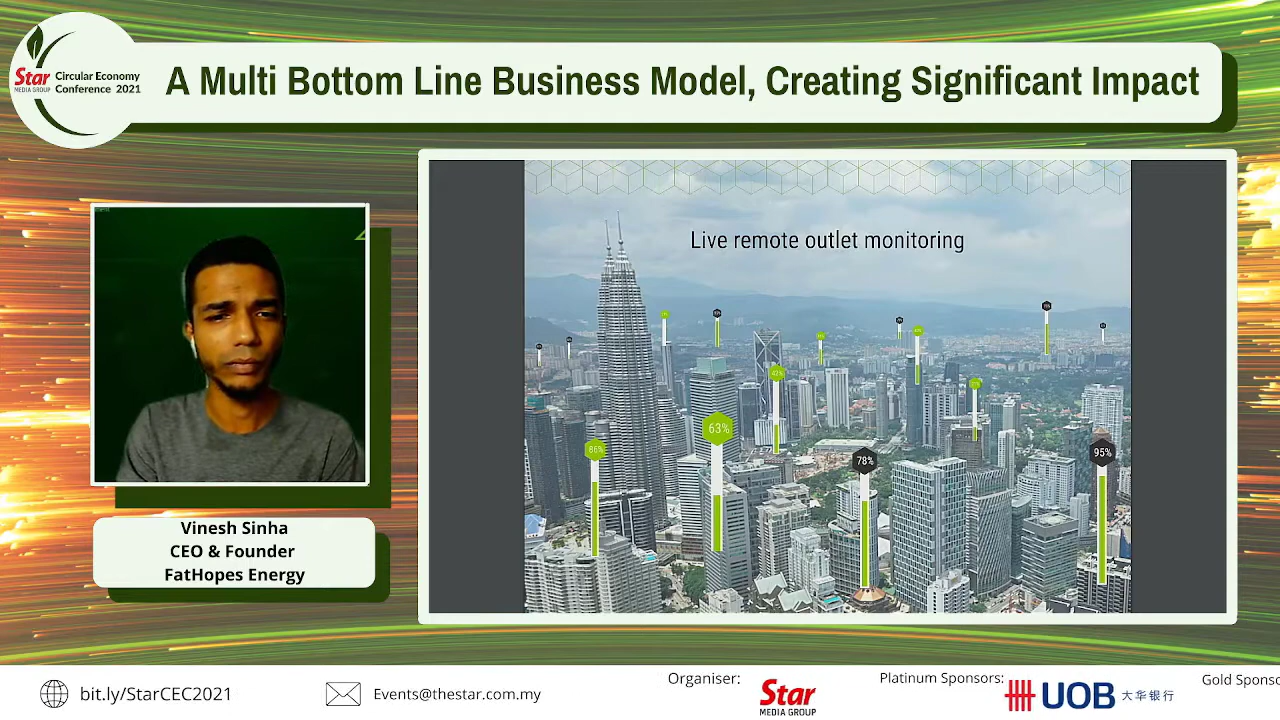 Star
MEDIA GROUP
Circular Economy
Conference 2021
A Multi Bottom Line Business Model, Creating Significant Impact
Live remote outlet monitoring
42%
86%
63%
78%
95%
Vinesh Sinha
CEO & Founder
FatHopes Energy
bit.ly/StarCEC2021
Events@thestar.com.my
Organiser:
Star
MEDIA GROUP
Platinum Sponsors:
UOB 大华银行
Gold Sponso